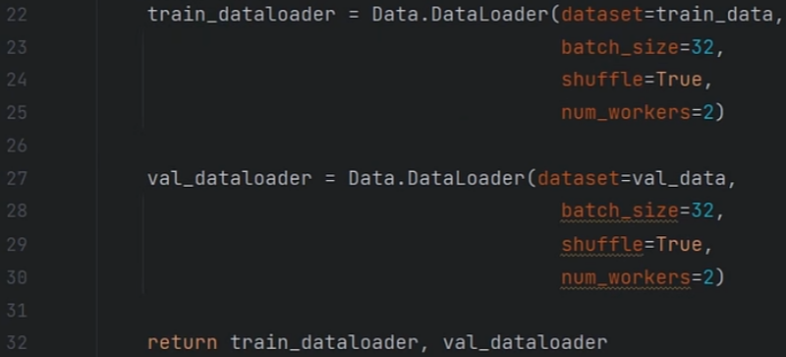 22 train_dataloader = Data.DataLoader(dataset=train_data,
23 batch_size=32,
24 shuffle=True,
25 num_workers=2)
26
27 val_dataloader = Data.DataLoader(dataset=val_data,
28 batch_size=32,
29 shuffle=True,
30 num_workers=2)
31
32 return train_dataloader, val_dataloader